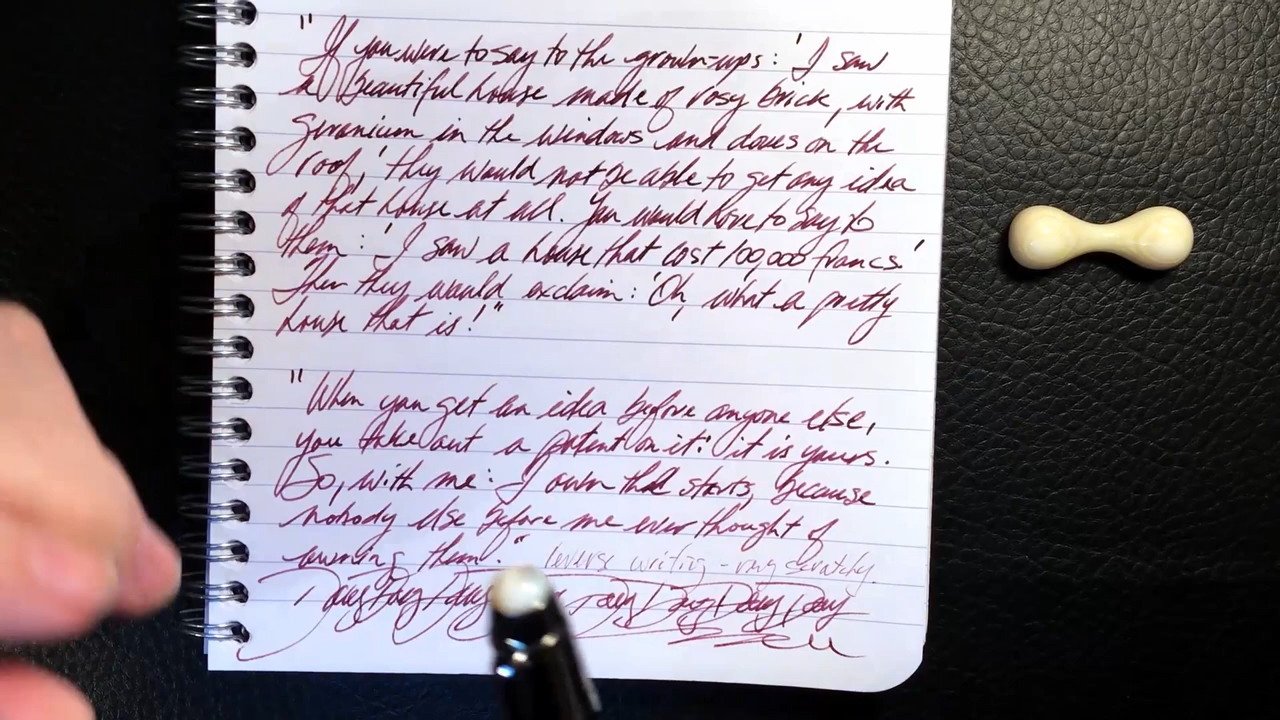 "If you were to say to the grown-ups: 'I saw
a beautiful house made of rosy brick, with
geranium in the windows and doves on the
roof,' they would not be able to get any idea
of that house at all. You would have to say to
them: 'I saw a house that cost 100,000 francs.'
Then they would exclaim: 'Oh, what a pretty
house that is!"
"When you get an idea before anyone else,
you take out a patent on it: it is yours.
So, with me: I own the stars, because
nobody else before me ever thought of
owning them." reverse writing - very scratchy.
Day Day Day